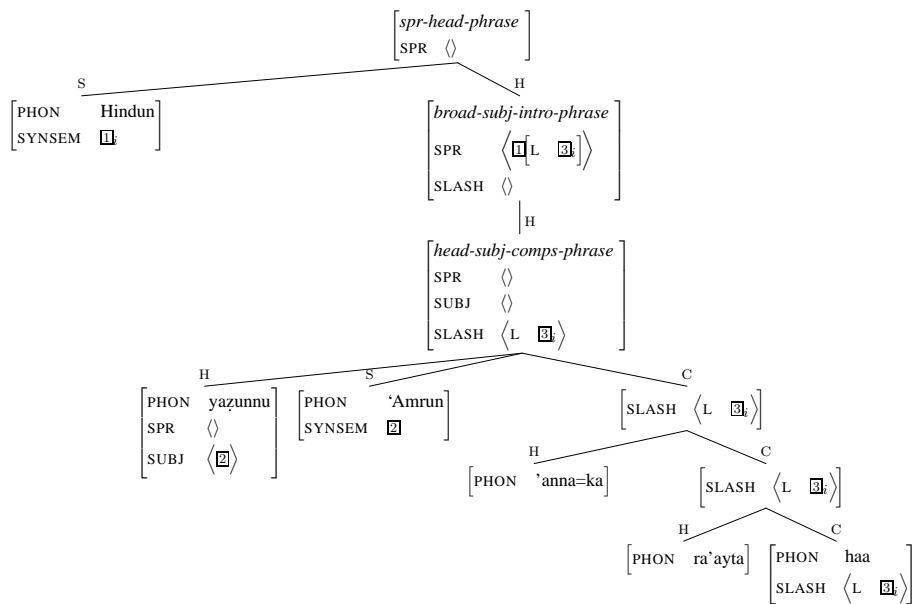 spr-head-phrase
SPR ⟨⟩
S H
PHON Hindun
SYNSEM 1i
broad-subj-intro-phrase
SPR ⟨1[L 3i]⟩
SLASH ⟨⟩
H
head-subj-comps-phrase
SPR ⟨⟩
SUBJ ⟨⟩
SLASH ⟨L 3i⟩
H S C
PHON yaẓunnu
SPR ⟨⟩
SUBJ ⟨2⟩
PHON ‘Amrun
SYNSEM 2
SLASH ⟨L 3i⟩
H C
PHON ’anna=ka
SLASH ⟨L 3i⟩
H C
PHON ra’ayta
PHON haa
SLASH ⟨L 3i⟩